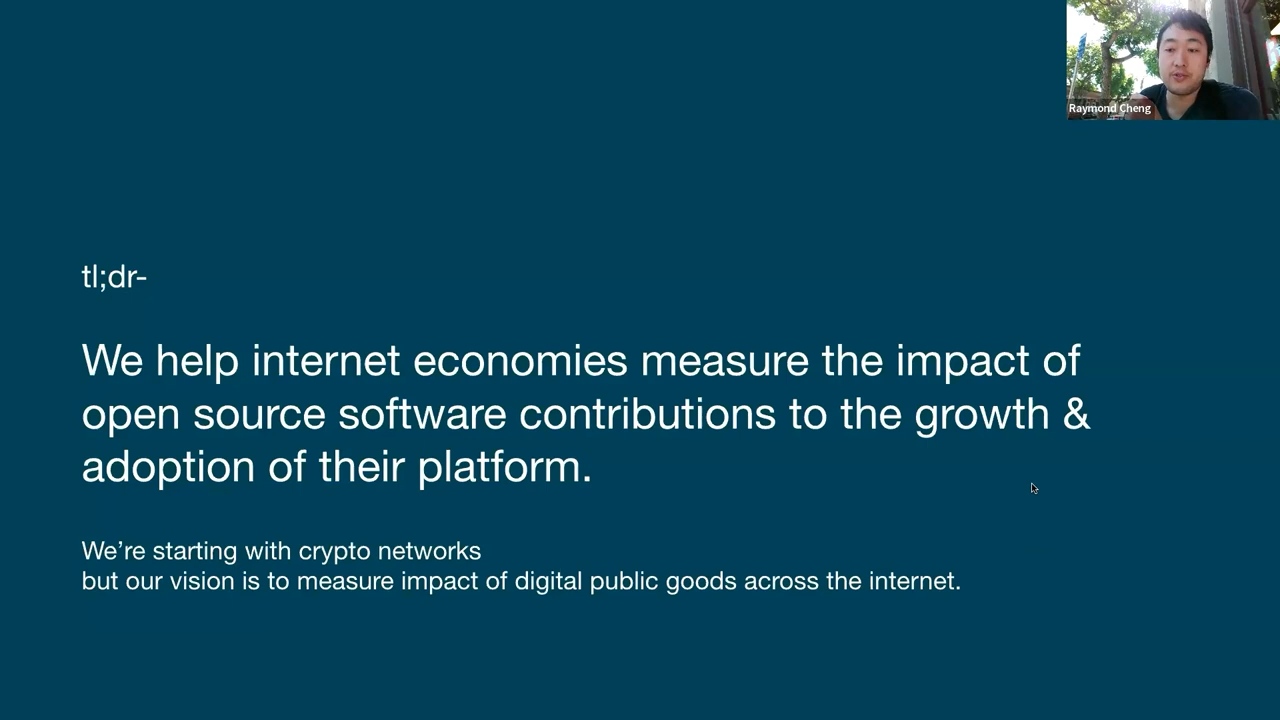 Raymond Cheng
tl;dr-
We help internet economies measure the impact of
open source software contributions to the growth &
adoption of their platform.
We’re starting with crypto networks
but our vision is to measure impact of digital public goods across the internet.